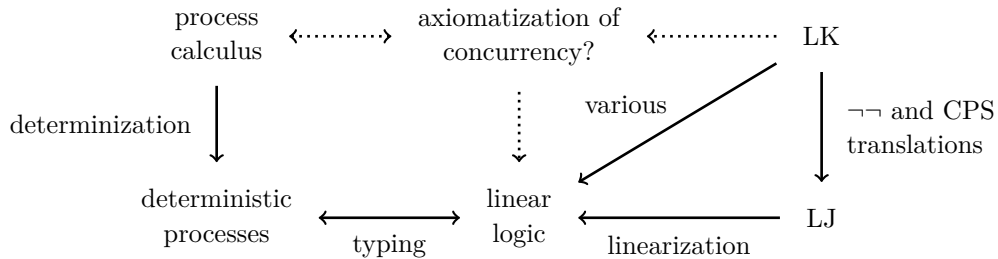 process
calculus
axiomatization of
concurrency?
LK
various
¬¬ and CPS
translations
determinization
deterministic
processes
typing
linear
logic
linearization
LJ